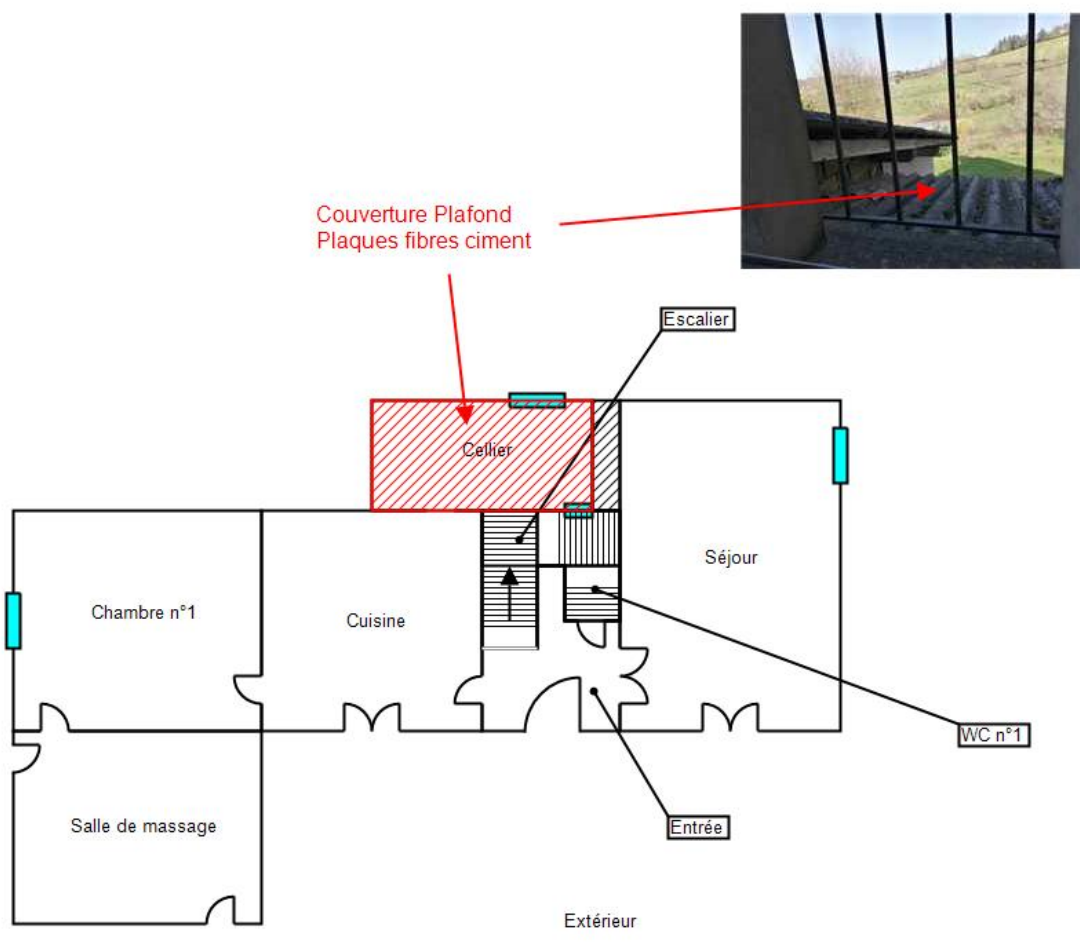 Couverture Plafond
Plaques fibres ciment
Escalier
Cellier
Séjour
Chambre n°1
Cuisine
WC n°1
Salle de massage
Entrée
Extérieur